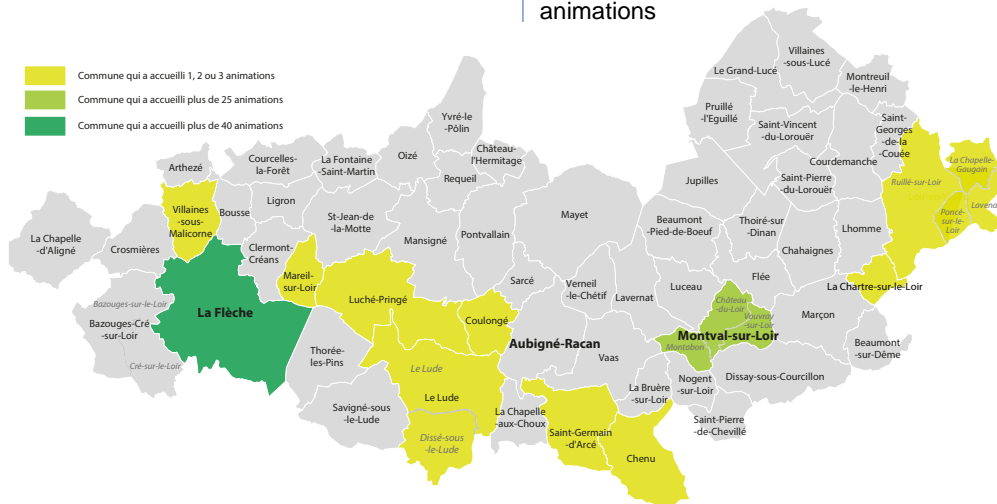 animations
Commune qui a accueilli 1, 2 ou 3 animations
Commune qui a accueilli plus de 25 animations
Commune qui a accueilli plus de 40 animations
Villaines
-sous-Lucé
Le Grand-Lucé
Montreuil
-le-Henri
Pruillé
-l'Eguillé
Saint-Vincent
-du-Lorouër
Saint-
Georges
-de-la
-Couée
Yvré-le
-Pôlin
Château-
l'Hermitage
Oizé
Requeil
Courcelles-
la-Forêt
La Fontaine
-Saint-Martin
Arthezé
Courdemanche
La Chapelle-
Gaugain
Ruillé-sur-Loir
Jupilles
Saint-Pierre
-du-Lorouër
Lavena
Poncé-
sur-le-
Loir
Villaines
-sous-
Malicorne
Bousse
Ligron
St-Jean-de
-la-Motte
Mansigné
Pontvallain
Mayet
Beaumont
-Pied-de-Boeuf
Thoiré-sur
-Dinan
Lhomme
Chahaignes
La Chapelle
-d'Aligné
Crosmières
Clermont-
Créans
Mareil-
sur-Loir
Sarcé
Verneil
-le-Chétif
Lavernat
Luceau
Flée
La Chartre-sur-le-Loir
Luché-Pringé
Bazouges-sur-le-Loir
La Flèche
Château
-du-Loir
Vouvray
-sur-Loir
Marçon
Coulongé
Bazouges-Cré
-sur-Loir
Aubigné-Racan
Montval-sur-Loir
Montabon
Thorée-
les-Pins
Cré-sur-le-Loir
Le Lude
Vaas
Beaumont
-sur-Dême
Nogent
-sur-Loir
Dissay-sous-Courcillon
La Bruère
-sur-Loir
Le Lude
Savigné-sous
-le-Lude
La Chapelle
-aux-Choux
Saint-Pierre
-de-Chevillé
Saint-Germain
-d'Arcé
Dissé-sous
-le-Lude
Chenu